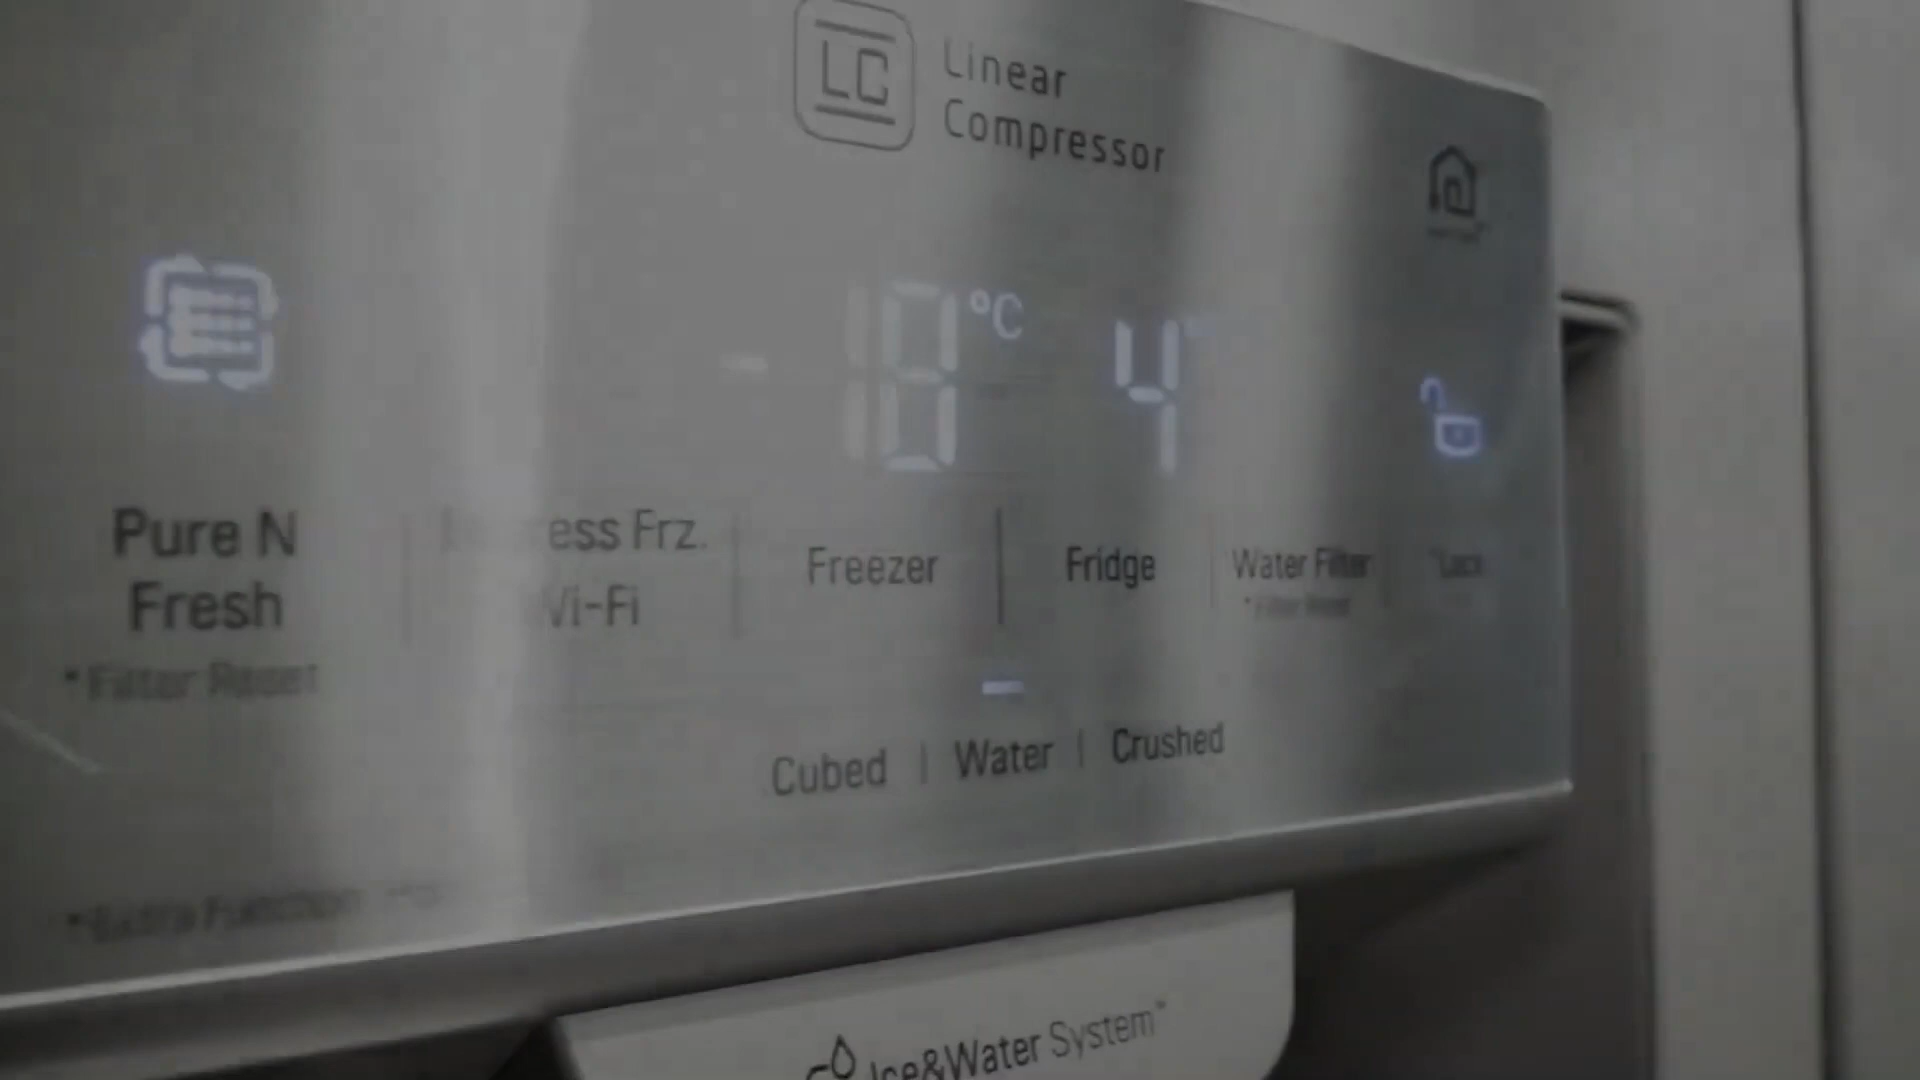 LC
Linear
Compressor
-18 °C
4
Pure N
Fresh
* Filter Reset
ess Frz.
Wi-Fi
Freezer
Fridge
Water Filter
* Filter Reset
*Lock
Cubed | Water | Crushed
*Extra Function
Ice&Water System™